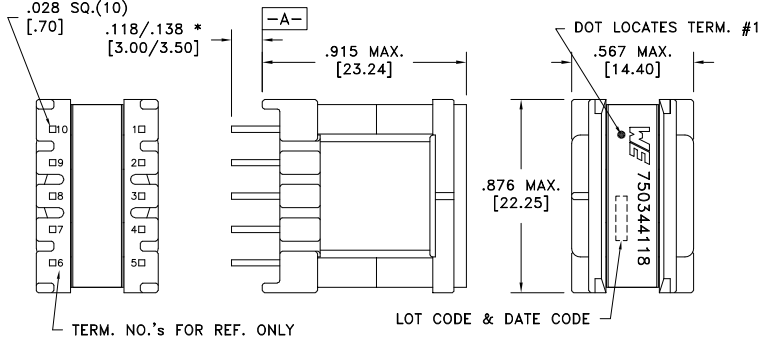 .028 SQ.(10)
[.70]
.118/.138 *
[3.00/3.50]
-A-
.915 MAX.
[23.24]
DOT LOCATES TERM. #1
.567 MAX.
[14.40]
10
9
8
7
6
1
2
3
4
5
.876 MAX.
[22.25]
WE 750344118
TERM. NO.'s FOR REF. ONLY
LOT CODE & DATE CODE